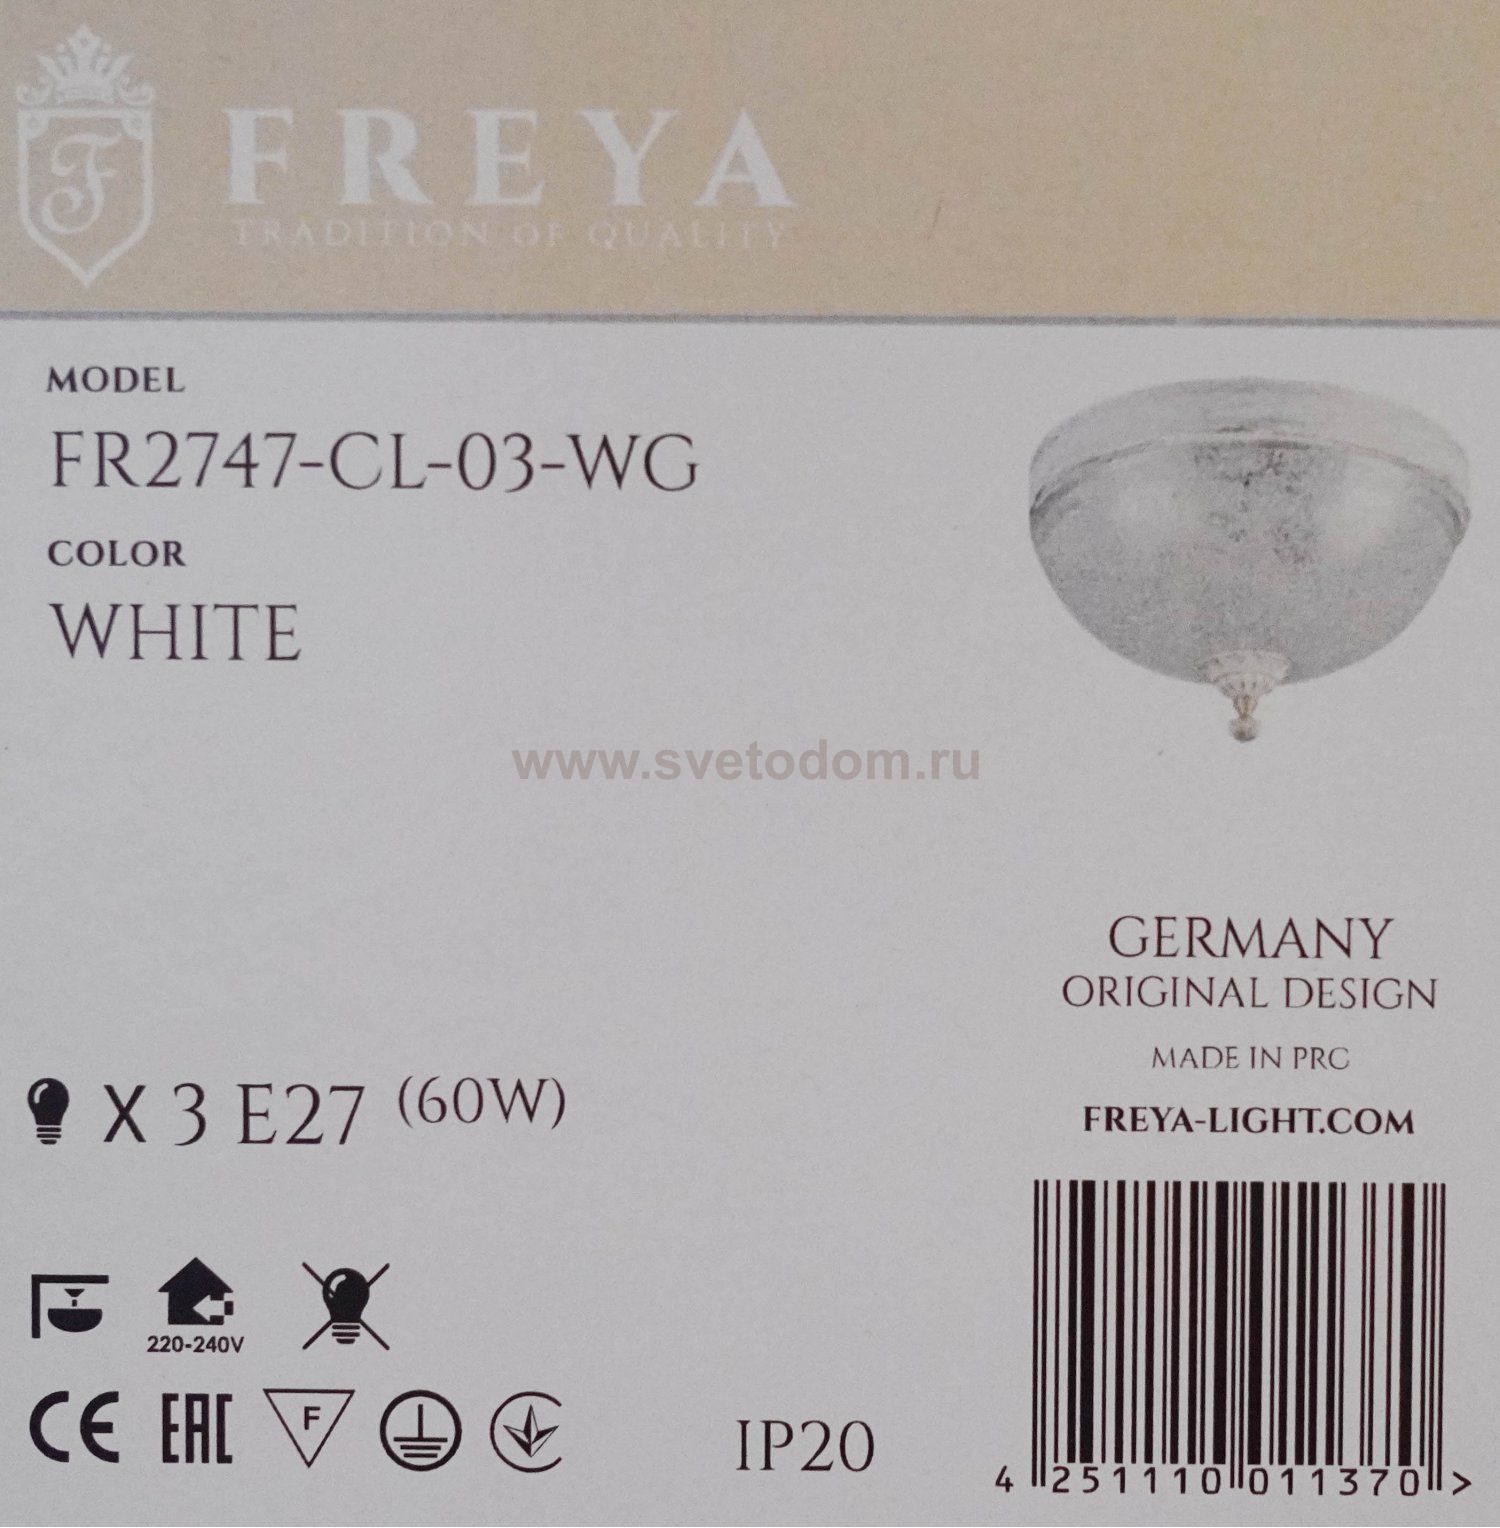 FREYA
TRADITION OF QUALITY
MODEL
FR2747-CL-03-WG
COLOR
WHITE
www.svetodom.ru
GERMANY
ORIGINAL DESIGN
MADE IN PRC
FREYA-LIGHT.COM
X 3 E27 (60W)
220-240V
CE EAC F
IP20
4 251110 011370 >